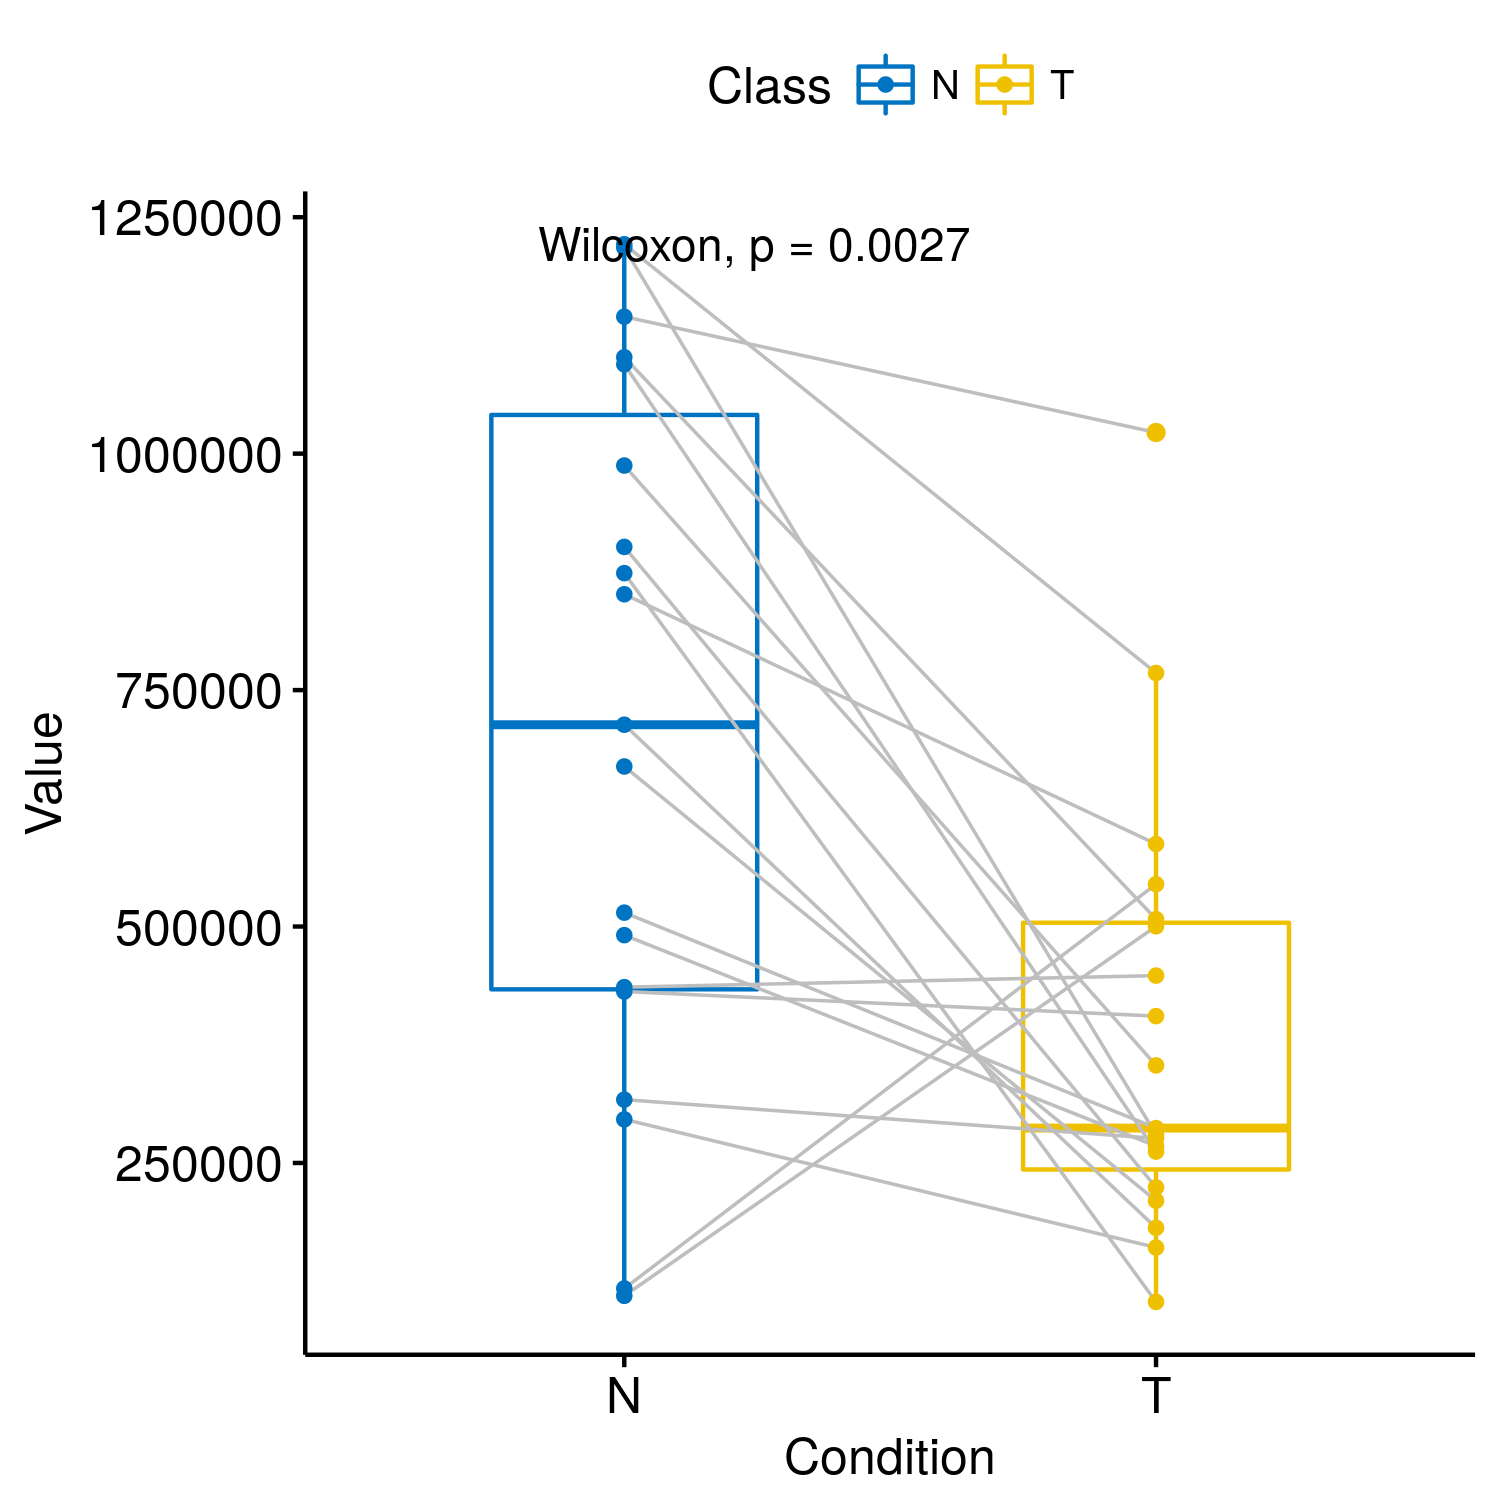 Class N T
1250000
Wilcoxon, p = 0.0027
1000000
750000
500000
250000
Value
N T
Condition